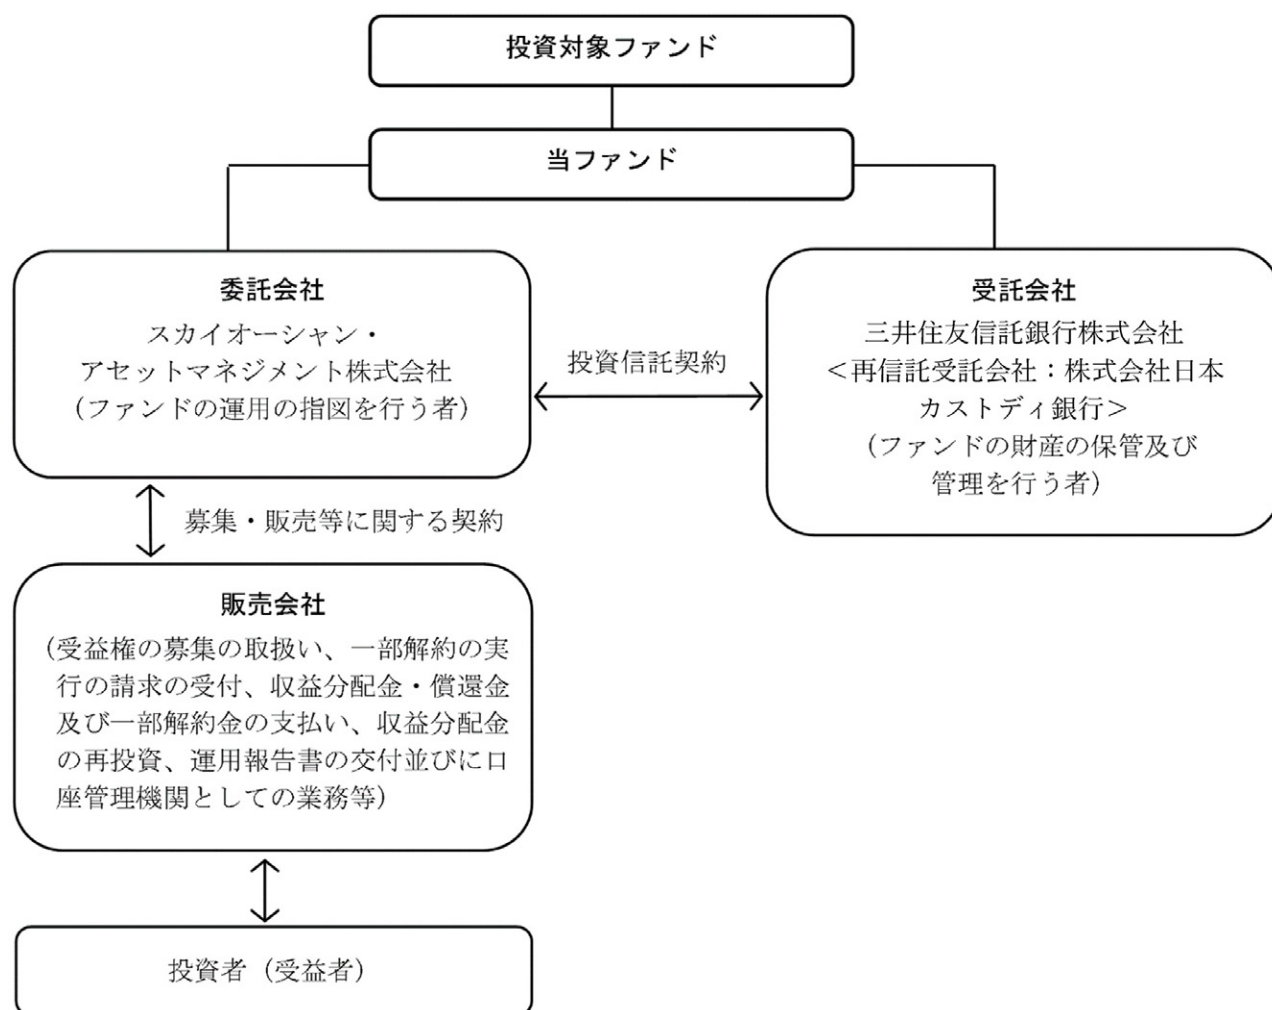 投資対象ファンド
当ファンド
委託会社
スカイオーシャン・
アセットマネジメント株式会社
（ファンドの運用の指図を行う者）
投資信託契約
受託会社
三井住友信託銀行株式会社
＜再信託受託会社：株式会社日本
カストディ銀行＞
（ファンドの財産の保管及び
管理を行う者）
募集・販売等に関する契約
販売会社
（受益権の募集の取扱い、一部解約の実
行の請求の受付、収益分配金・償還金
及び一部解約金の支払い、収益分配金
の再投資、運用報告書の交付並びに口
座管理機関としての業務等）
投資者（受益者）